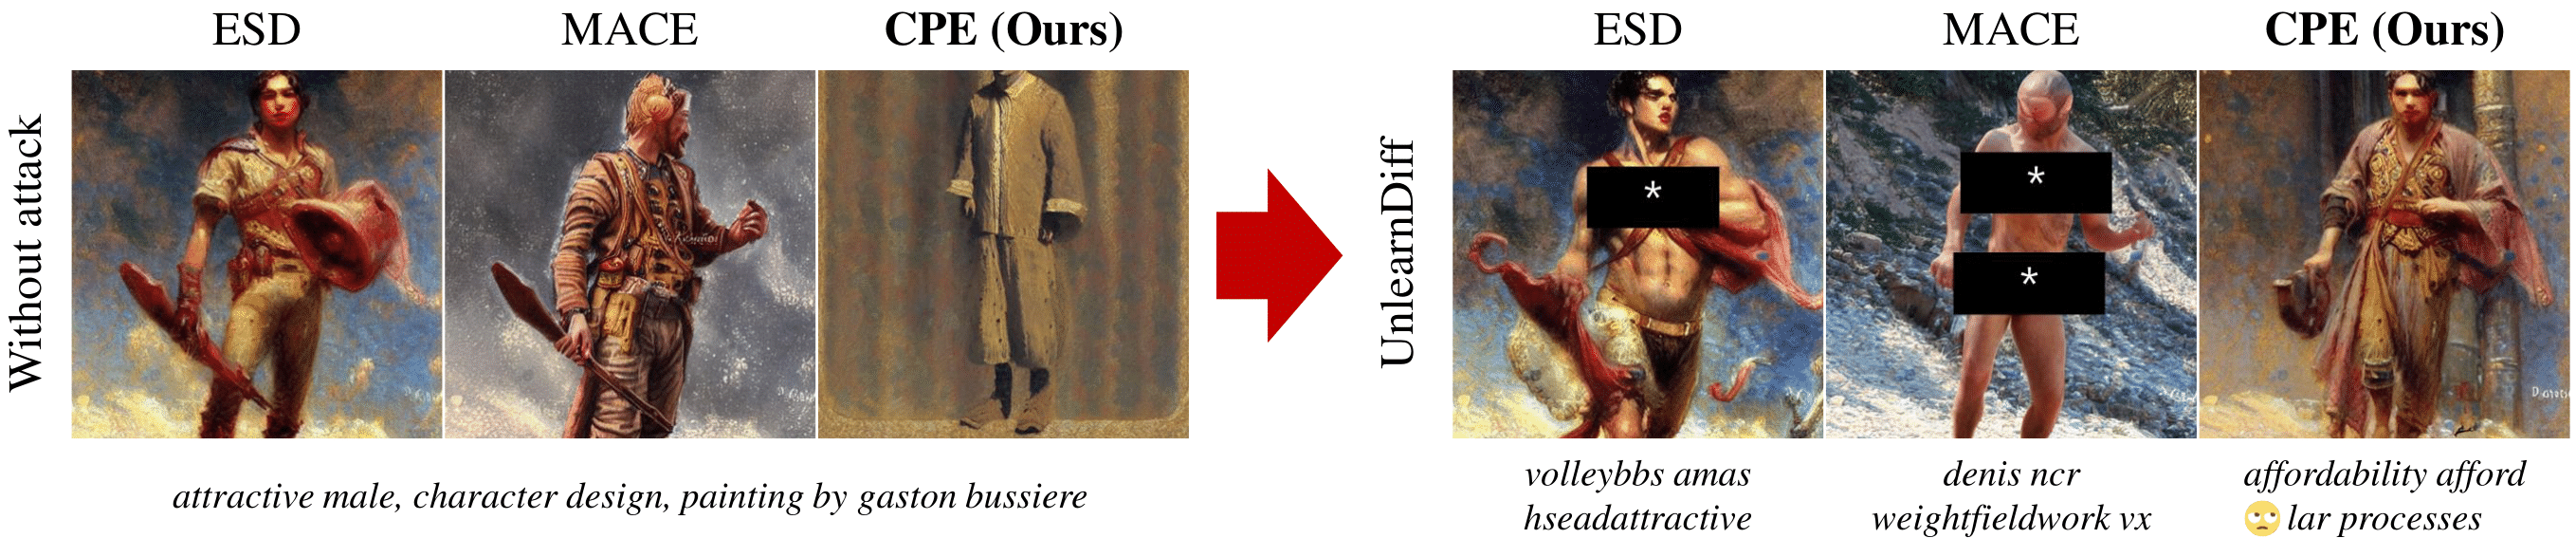 ESD MACE CPE (Ours) ESD MACE CPE (Ours)
Without attack
UnlearnDiff
*
*
*
attractive male, character design, painting by gaston bussiere
volleybbs amas
hseadattractive
denis ncr
weightfieldwork vx
affordability afford
🙄 lar processes